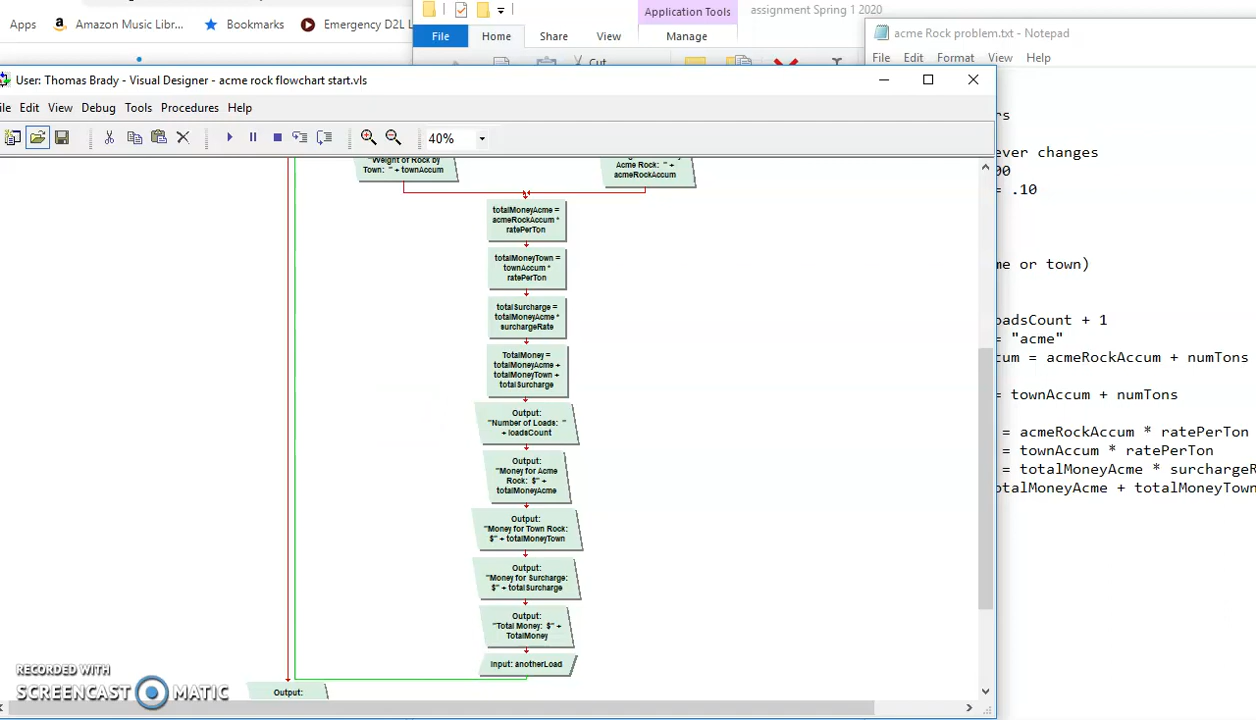 Apps
Amazon Music Libr...
Bookmarks
Emergency D2L L
Application Tools
assignment Spring 1 2020
File
Home
Share
View
Manage
Cut
acme Rock problem.txt - Notepad
File Edit Format View Help
User: Thomas Brady - Visual Designer - acme rock flowchart start.vls
ile Edit View Debug Tools Procedures Help
40%
"Weight of Rock by
Town: " + townAccum
Acme Rock: " +
acmeRockAccum
totalMoneyAcme =
acmeRockAccum *
ratePerTon
totalMoneyTown =
townAccum *
ratePerTon
totalSurcharge =
totalMoneyAcme *
surchargeRate
TotalMoney =
totalMoneyAcme +
totalMoneyTown +
totalSurcharge
Output:
"Number of Loads: "
+ loadsCount
Output:
"Money for Acme
Rock: $" +
totalMoneyAcme
Output:
"Money for Town Rock:
$" + totalMoneyTown
Output:
"Money for Surcharge:
$" + totalSurcharge
Output:
"Total Money: $" +
TotalMoney
Input: anotherLoad
Output:
rs
ever changes
00
= .10
me or town)
oadsCount + 1
= "acme"
cum = acmeRockAccum + numTons
= townAccum + numTons
= acmeRockAccum * ratePerTon
= townAccum * ratePerTon
= totalMoneyAcme * surchargeR
otalMoneyAcme + totalMoneyTown
RECORDED WITH
SCREENCAST MATIC